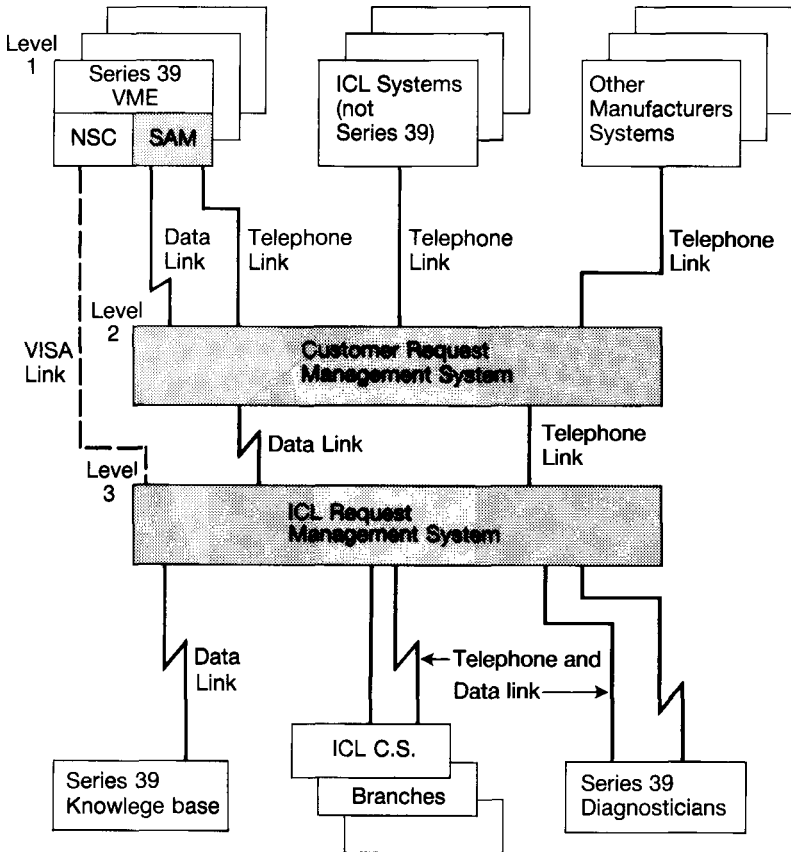 Level
1
Series 39
VME
NSC
SAM
ICL Systems
(not
Series 39)
Other
Manufacturers
Systems
Data
Link
Telephone
Link
Telephone
Link
Telephone
Link
Level
2
VISA
Link
Customer Request
Management System
Data Link
Telephone
Link
Level
3
ICL Request
Management System
Data
Link
Telephone and
Data link
ICL C.S.
Branches
Series 39
Knowlege base
Series 39
Diagnosticians